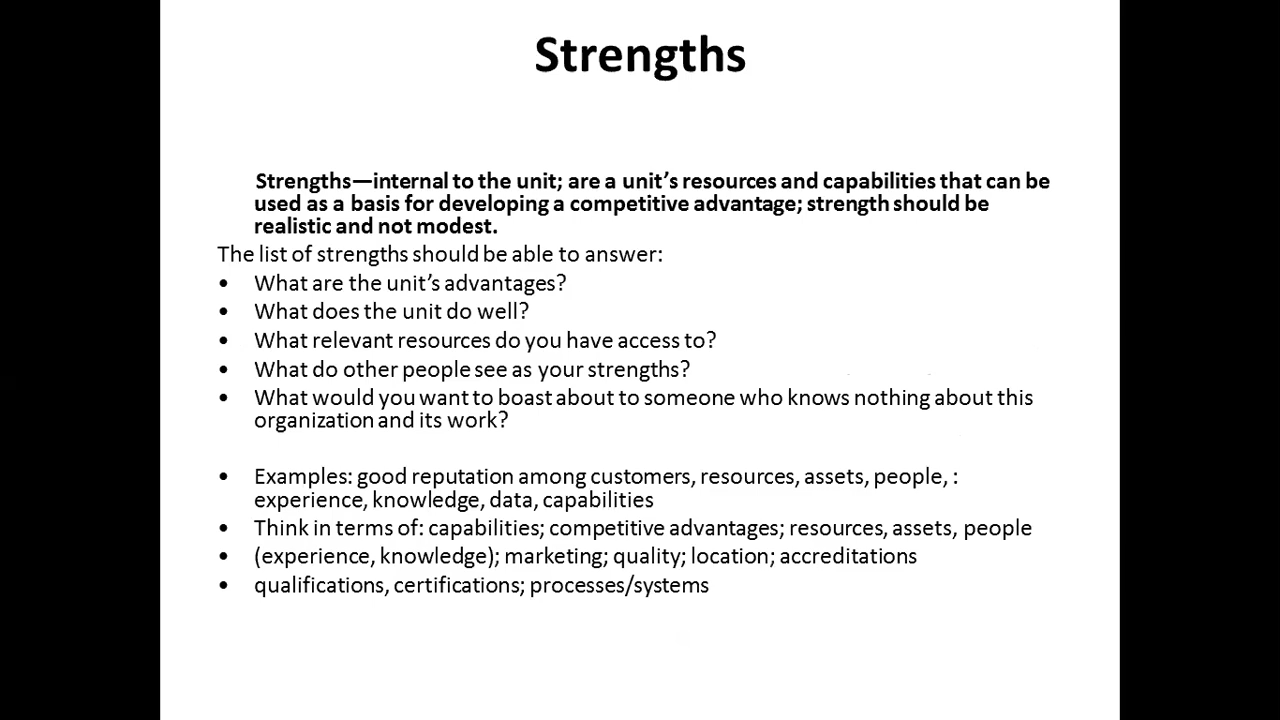 Strengths
Strengths—internal to the unit; are a unit's resources and capabilities that can be
used as a basis for developing a competitive advantage; strength should be
realistic and not modest.
The list of strengths should be able to answer:
• What are the unit's advantages?
• What does the unit do well?
• What relevant resources do you have access to?
• What do other people see as your strengths?
• What would you want to boast about to someone who knows nothing about this
organization and its work?
• Examples: good reputation among customers, resources, assets, people, :
experience, knowledge, data, capabilities
• Think in terms of: capabilities; competitive advantages; resources, assets, people
• (experience, knowledge); marketing; quality; location; accreditations
• qualifications, certifications; processes/systems